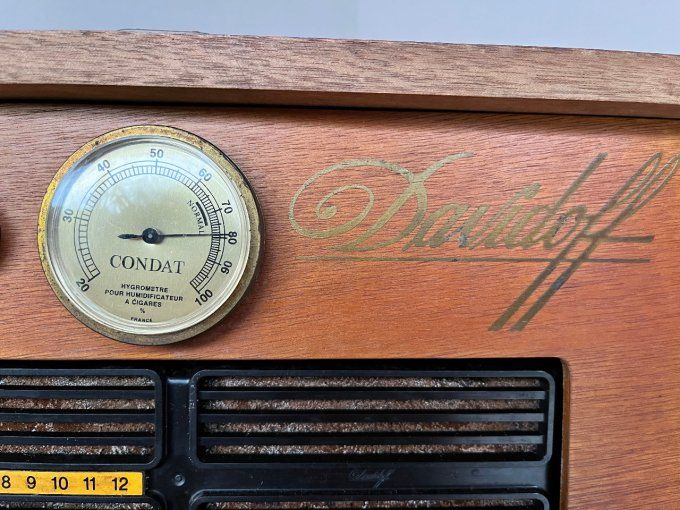 Davidoff
20 30 40 50 60 70 80 90 100
NORMAL
CONDAT
HYGROMETRE
POUR HUMIDIFICATEUR
A CIGARES
%
FRANCE
8 9 10 11 12